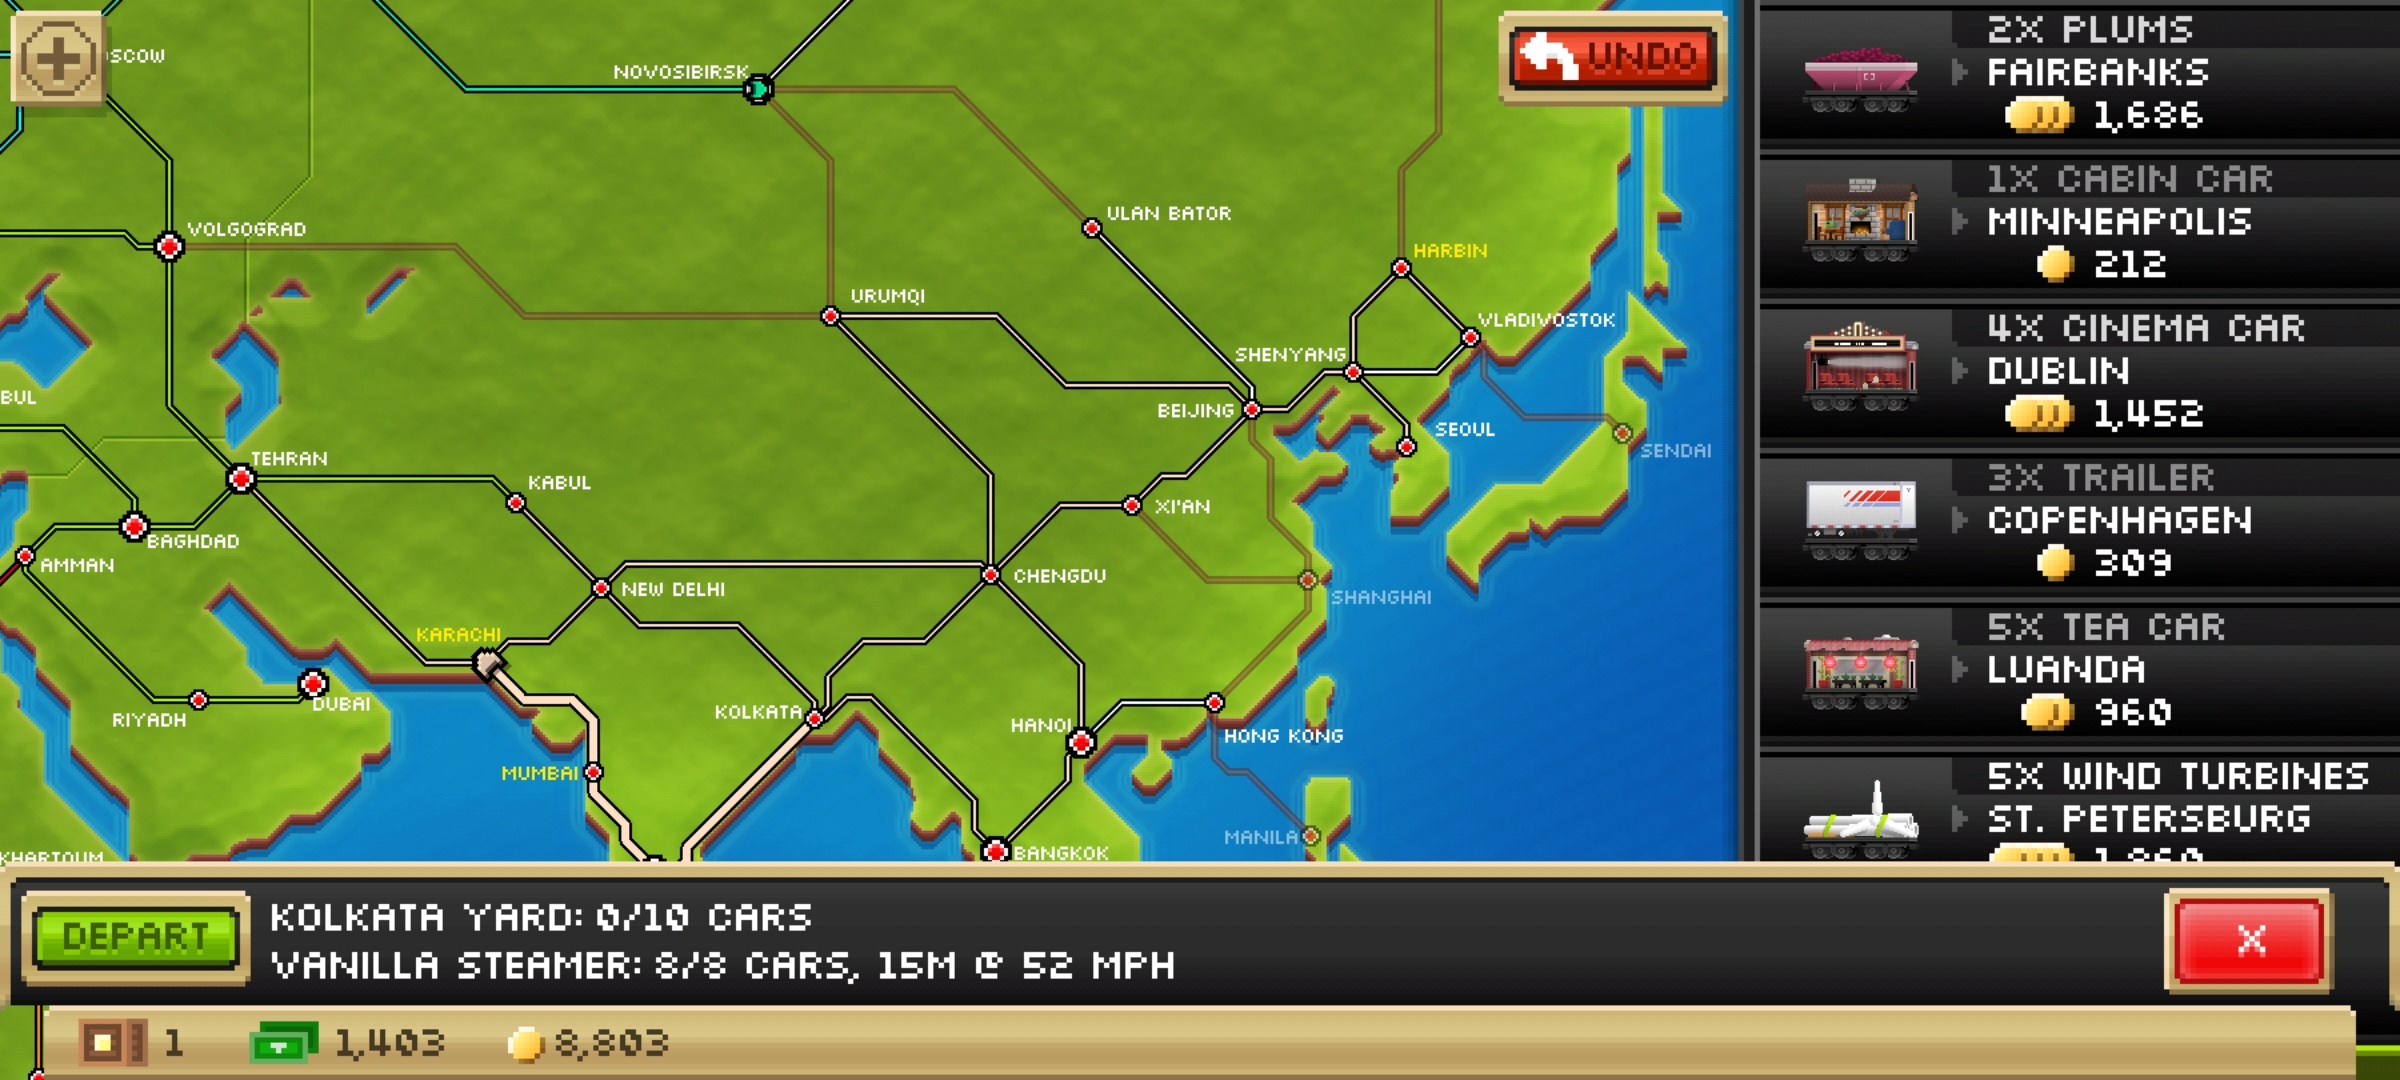 SCOW
NOVOSIBIRSK
UNDO
VOLGOGRAD
ULAN BATOR
HARBIN
URUMQI
VLADIVOSTOK
SHENYANG
BUL
BEIJING
SEOUL
SENDAI
TEHRAN
KABUL
XI'AN
BAGHDAD
AMMAN
NEW DELHI
CHENGDU
SHANGHAI
KARACHI
RIYADH
DUBAI
KOLKATA
HANOI
HONG KONG
MUMBAI
MANILA
KHARTOUM
BANGKOK
2X PLUMS
FAIRBANKS
1,686
1X CABIN CAR
MINNEAPOLIS
212
4X CINEMA CAR
DUBLIN
1,452
3X TRAILER
COPENHAGEN
309
5X TEA CAR
LUANDA
960
5X WIND TURBINES
ST. PETERSBURG
DEPART
KOLKATA YARD: 0/10 CARS
VANILLA STEAMER: 8/8 CARS, 15M @ 52 MPH
X
1
1,403
8,803